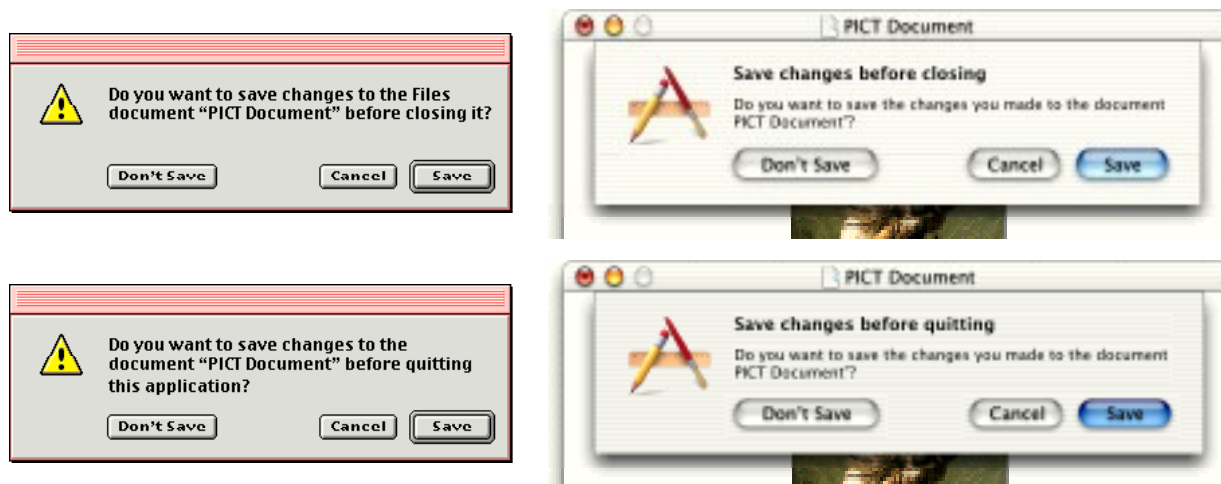 Do you want to save changes to the Files
document “PICT Document” before closing it?
Don't Save
Cancel
Save
PICT Document
Save changes before closing
Do you want to save the changes you made to the document
PICT Document'?
Don't Save
Cancel
Save
Do you want to save changes to the
document “PICT Document” before quitting
this application?
Don't Save
Cancel
Save
PICT Document
Save changes before quitting
Do you want to save the changes you made to the document
PICT Document'?
Don't Save
Cancel
Save